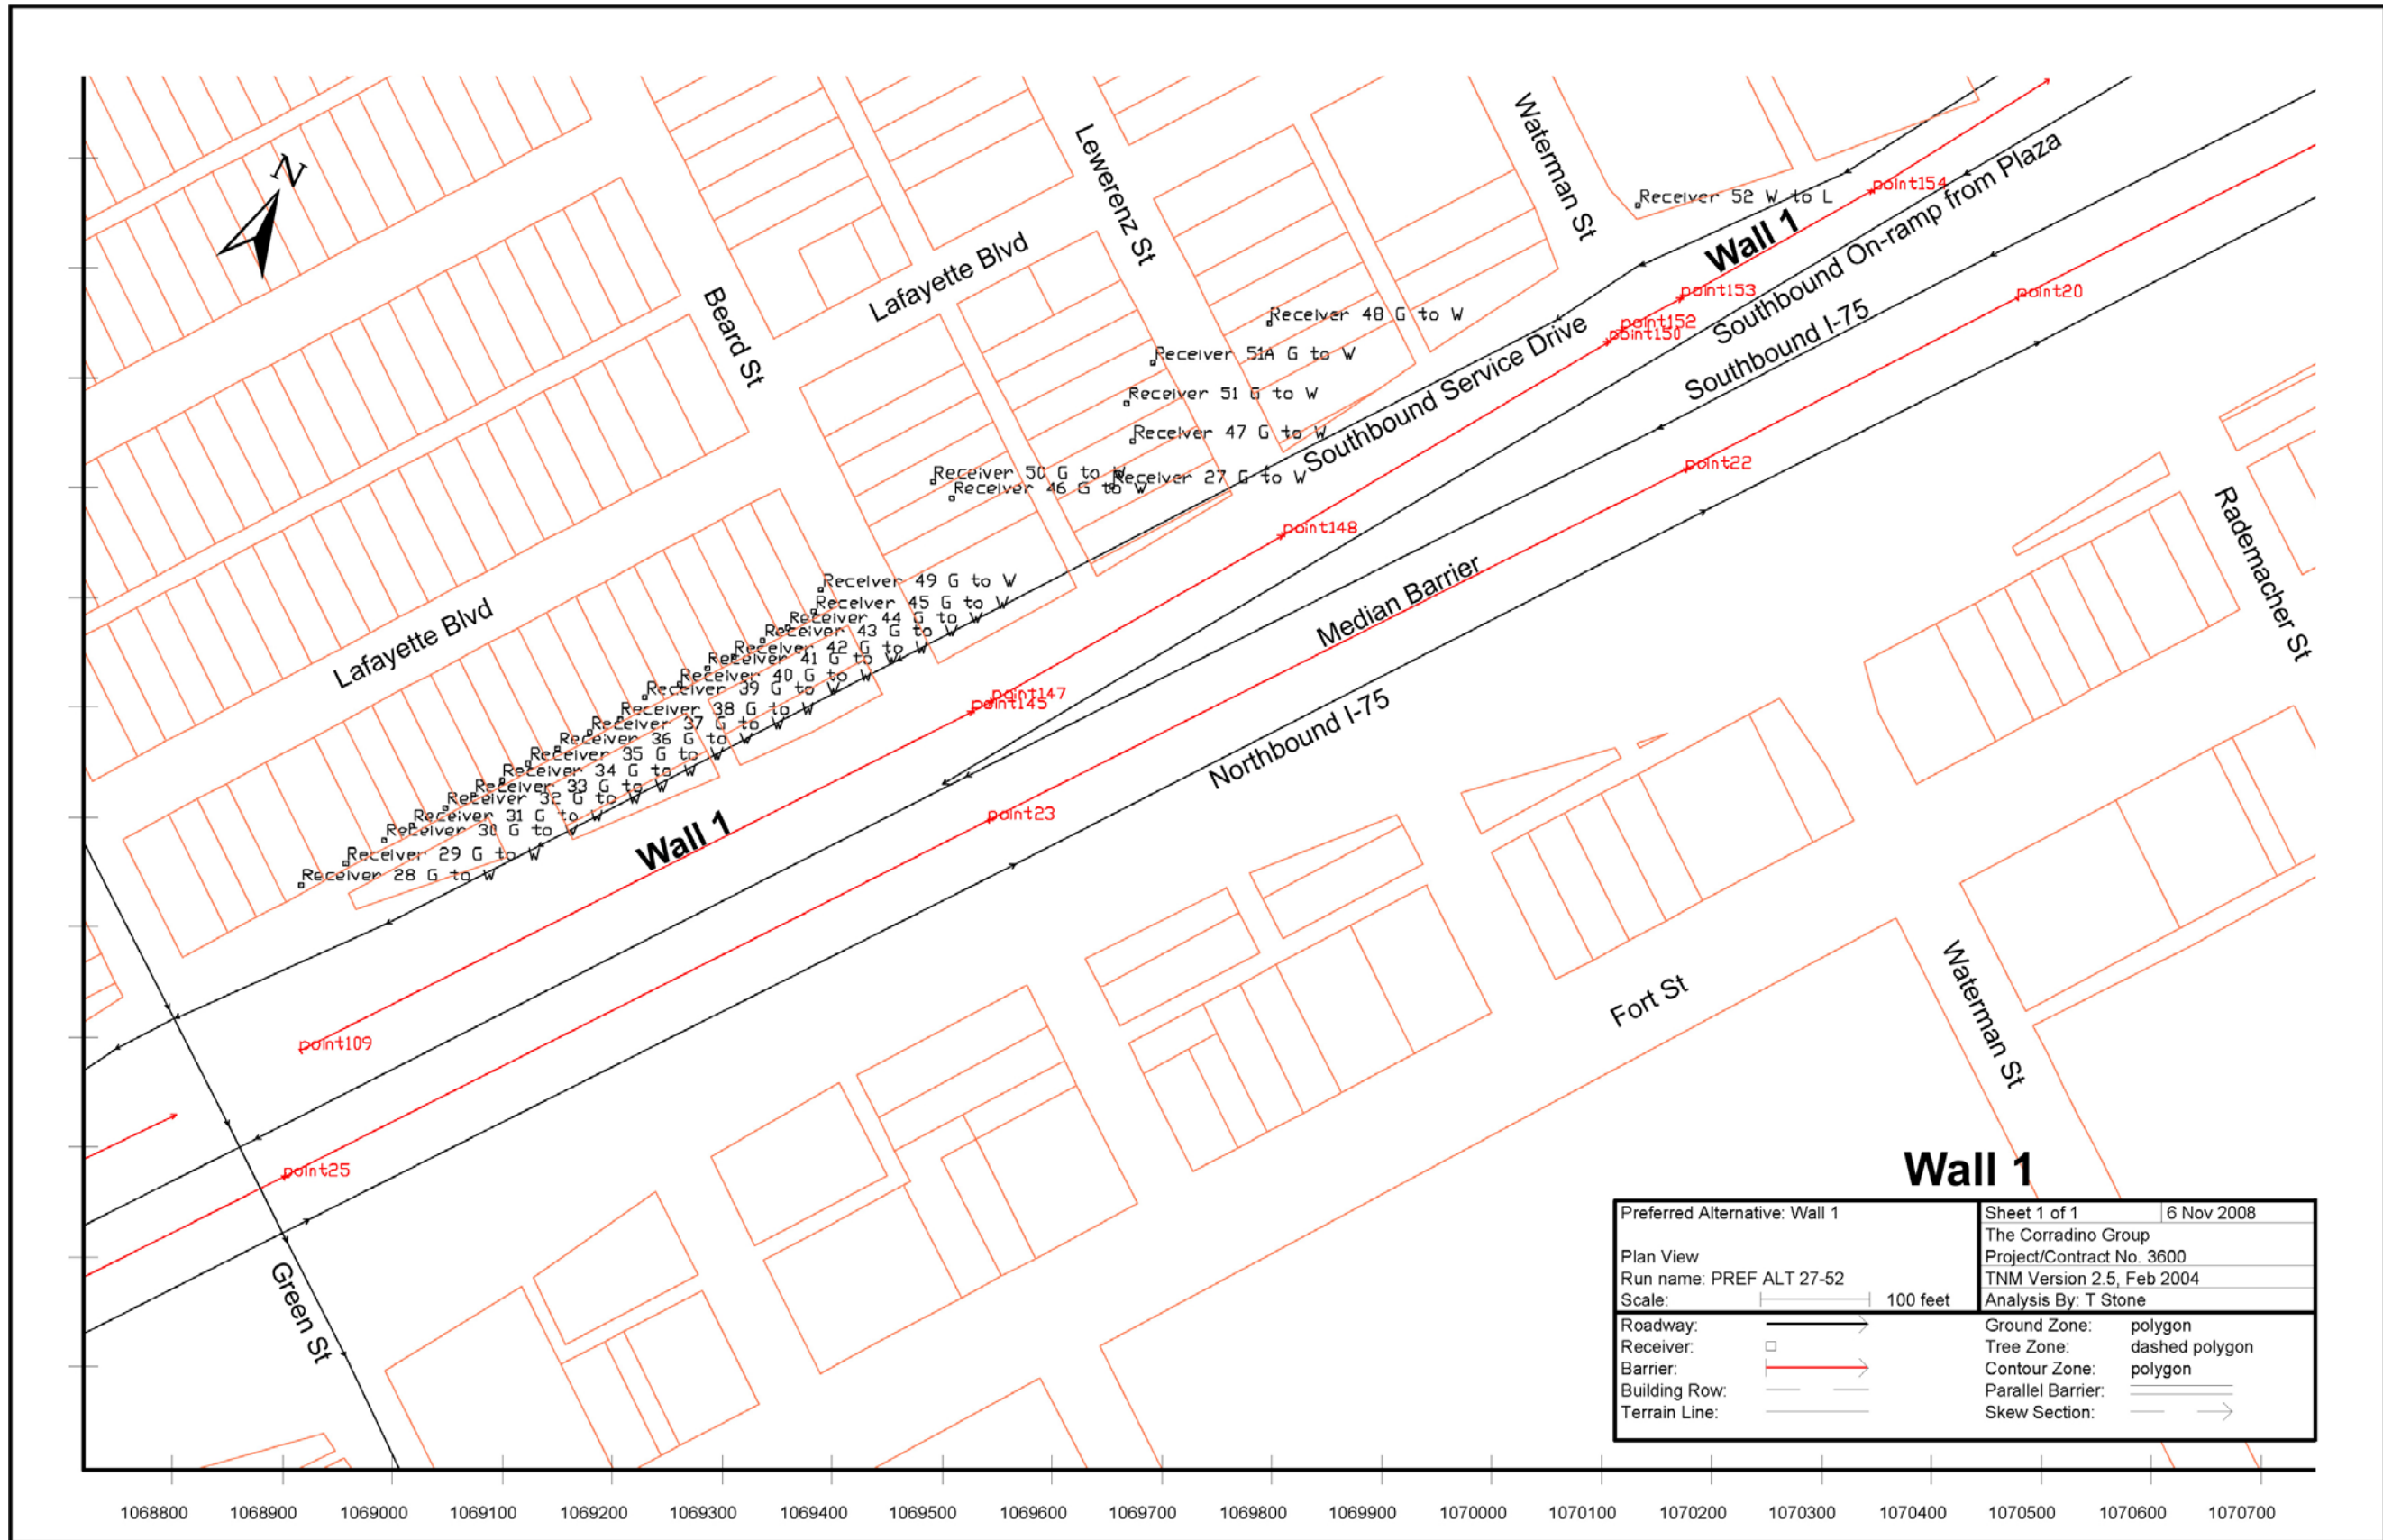 N
Waterman St
Lewerenz St
Receiver 52 W to L
point154
Southbound On-ramp from Plaza
Wall 1
Lafayette Blvd
Beard St
point153
point20
Receiver 48 G to W
point152
point150
Southbound I-75
Receiver 51A G to W
Southbound Service Drive
Receiver 51 G to W
Receiver 47 G to W
point22
Receiver 50 G to W
Receiver 27 G to W
Receiver 46 G to W
Rademacher St
point148
Receiver 49 G to W
Median Barrier
Receiver 45 G to W
Receiver 44 G to W
Receiver 43 G to W
Lafayette Blvd
Receiver 42 G to W
Receiver 41 G to W
Receiver 40 G to W
Receiver 39 G to W
point147
point145
Receiver 38 G to W
Receiver 37 G to W
Northbound I-75
Receiver 36 G to W
Receiver 35 G to W
Receiver 34 G to W
Receiver 33 G to W
Receiver 32 G to W
Receiver 31 G to W
point23
Receiver 30 G to W
Wall 1
Receiver 29 G to W
Receiver 28 G to W
Fort St
Waterman St
point109
point25
Green St
Wall 1
Preferred Alternative: Wall 1
Sheet 1 of 1 6 Nov 2008
The Corradino Group
Plan View
Project/Contract No. 3600
Run name: PREF ALT 27-52
TNM Version 2.5, Feb 2004
Scale: 100 feet
Analysis By: T Stone
Roadway:
Ground Zone: polygon
Receiver:
Tree Zone: dashed polygon
Barrier:
Contour Zone: polygon
Building Row:
Parallel Barrier:
Terrain Line:
Skew Section:
1068800 1068900 1069000 1069100 1069200 1069300 1069400 1069500 1069600 1069700 1069800 1069900 1070000 1070100 1070200 1070300 1070400 1070500 1070600 1070700